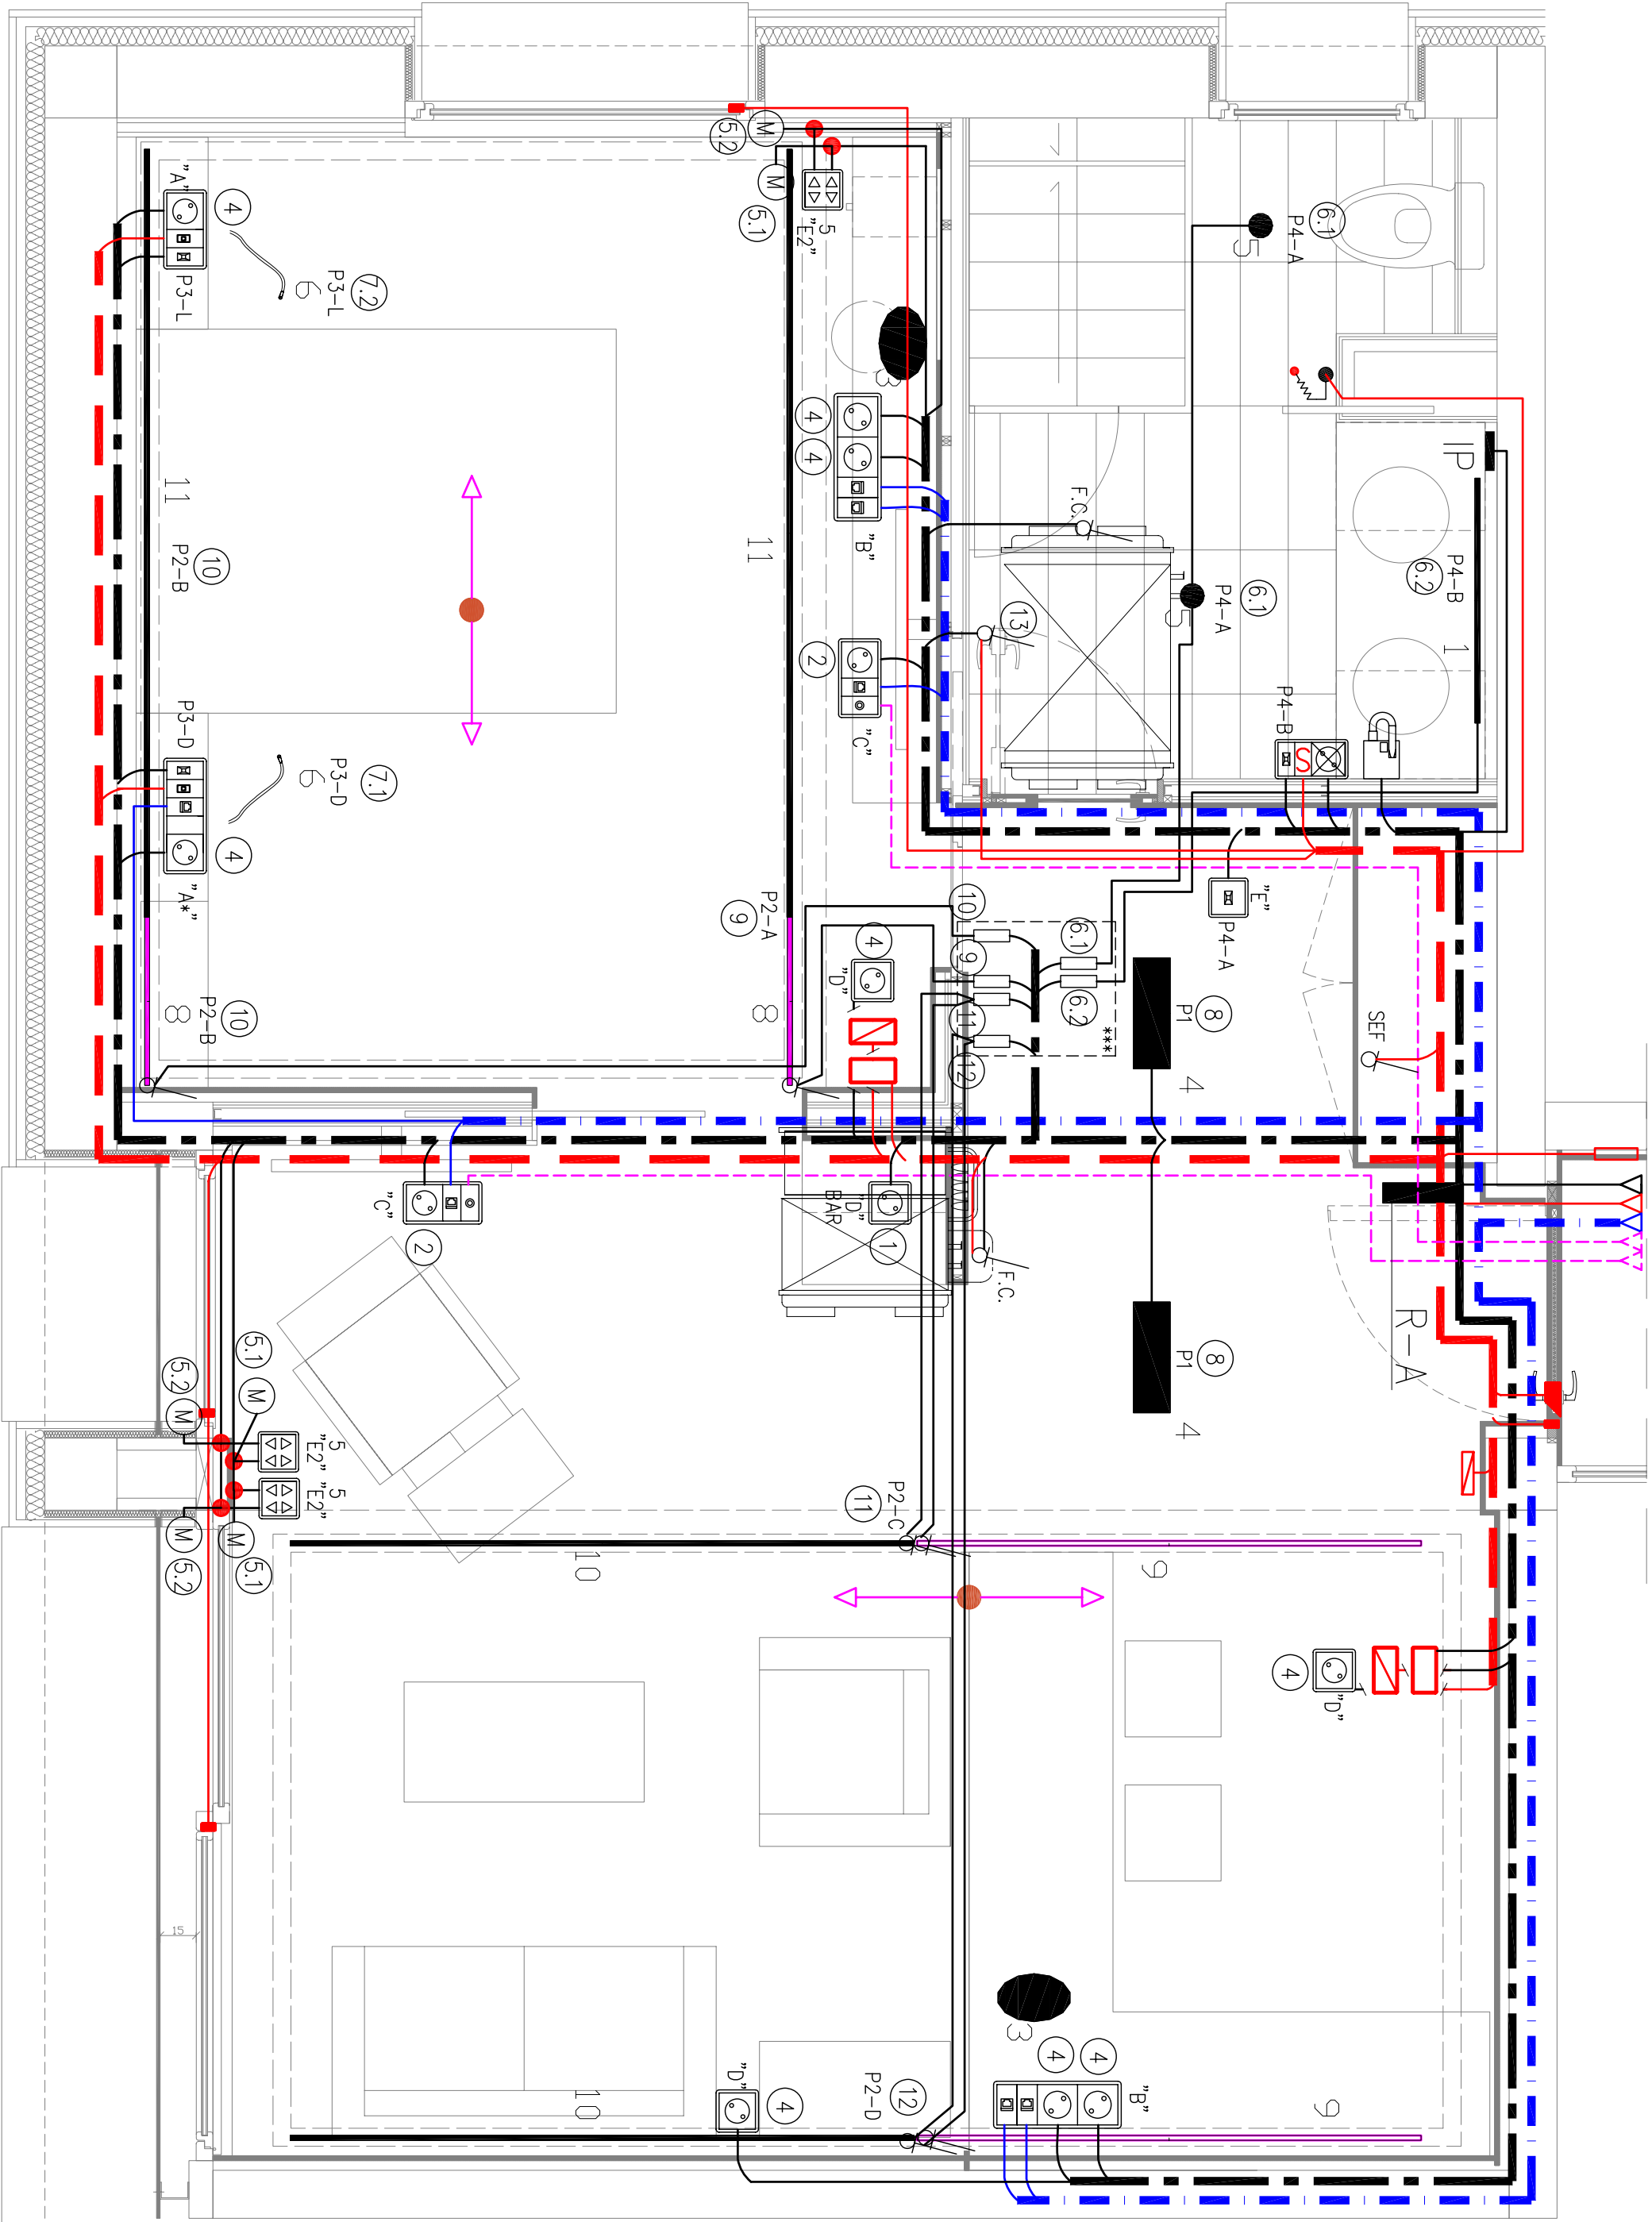 6.1
P4-A
5
5.2
M
M
5.1
5
"E2"
"A"
4
P3-L
P3-L
7.2
6
3
4
4
"B"
IP
P4-B
6.2
1
F.C.
11
P2-B
10
11
6.1
P4-A
5
13
2
"C"
P4-B
S
P3-D
P3-D
7.1
6
4
"A*"
"E"
P4-A
P2-A
9
10
4
"D"
9
6.1
6.2
***
11
12
8
P1
4
SEF
8
P2-B
10
8
"C"
2
"D"
BAR
1
F.C.
R-A
8
P1
4
5.1
5.2
M
M
5
"E2"
5
"E2"
M
M
5.2
5.1
P2-C
11
10
9
4
"D"
15
3
4
4
"B"
9
"D"
4
P2-D
12
10